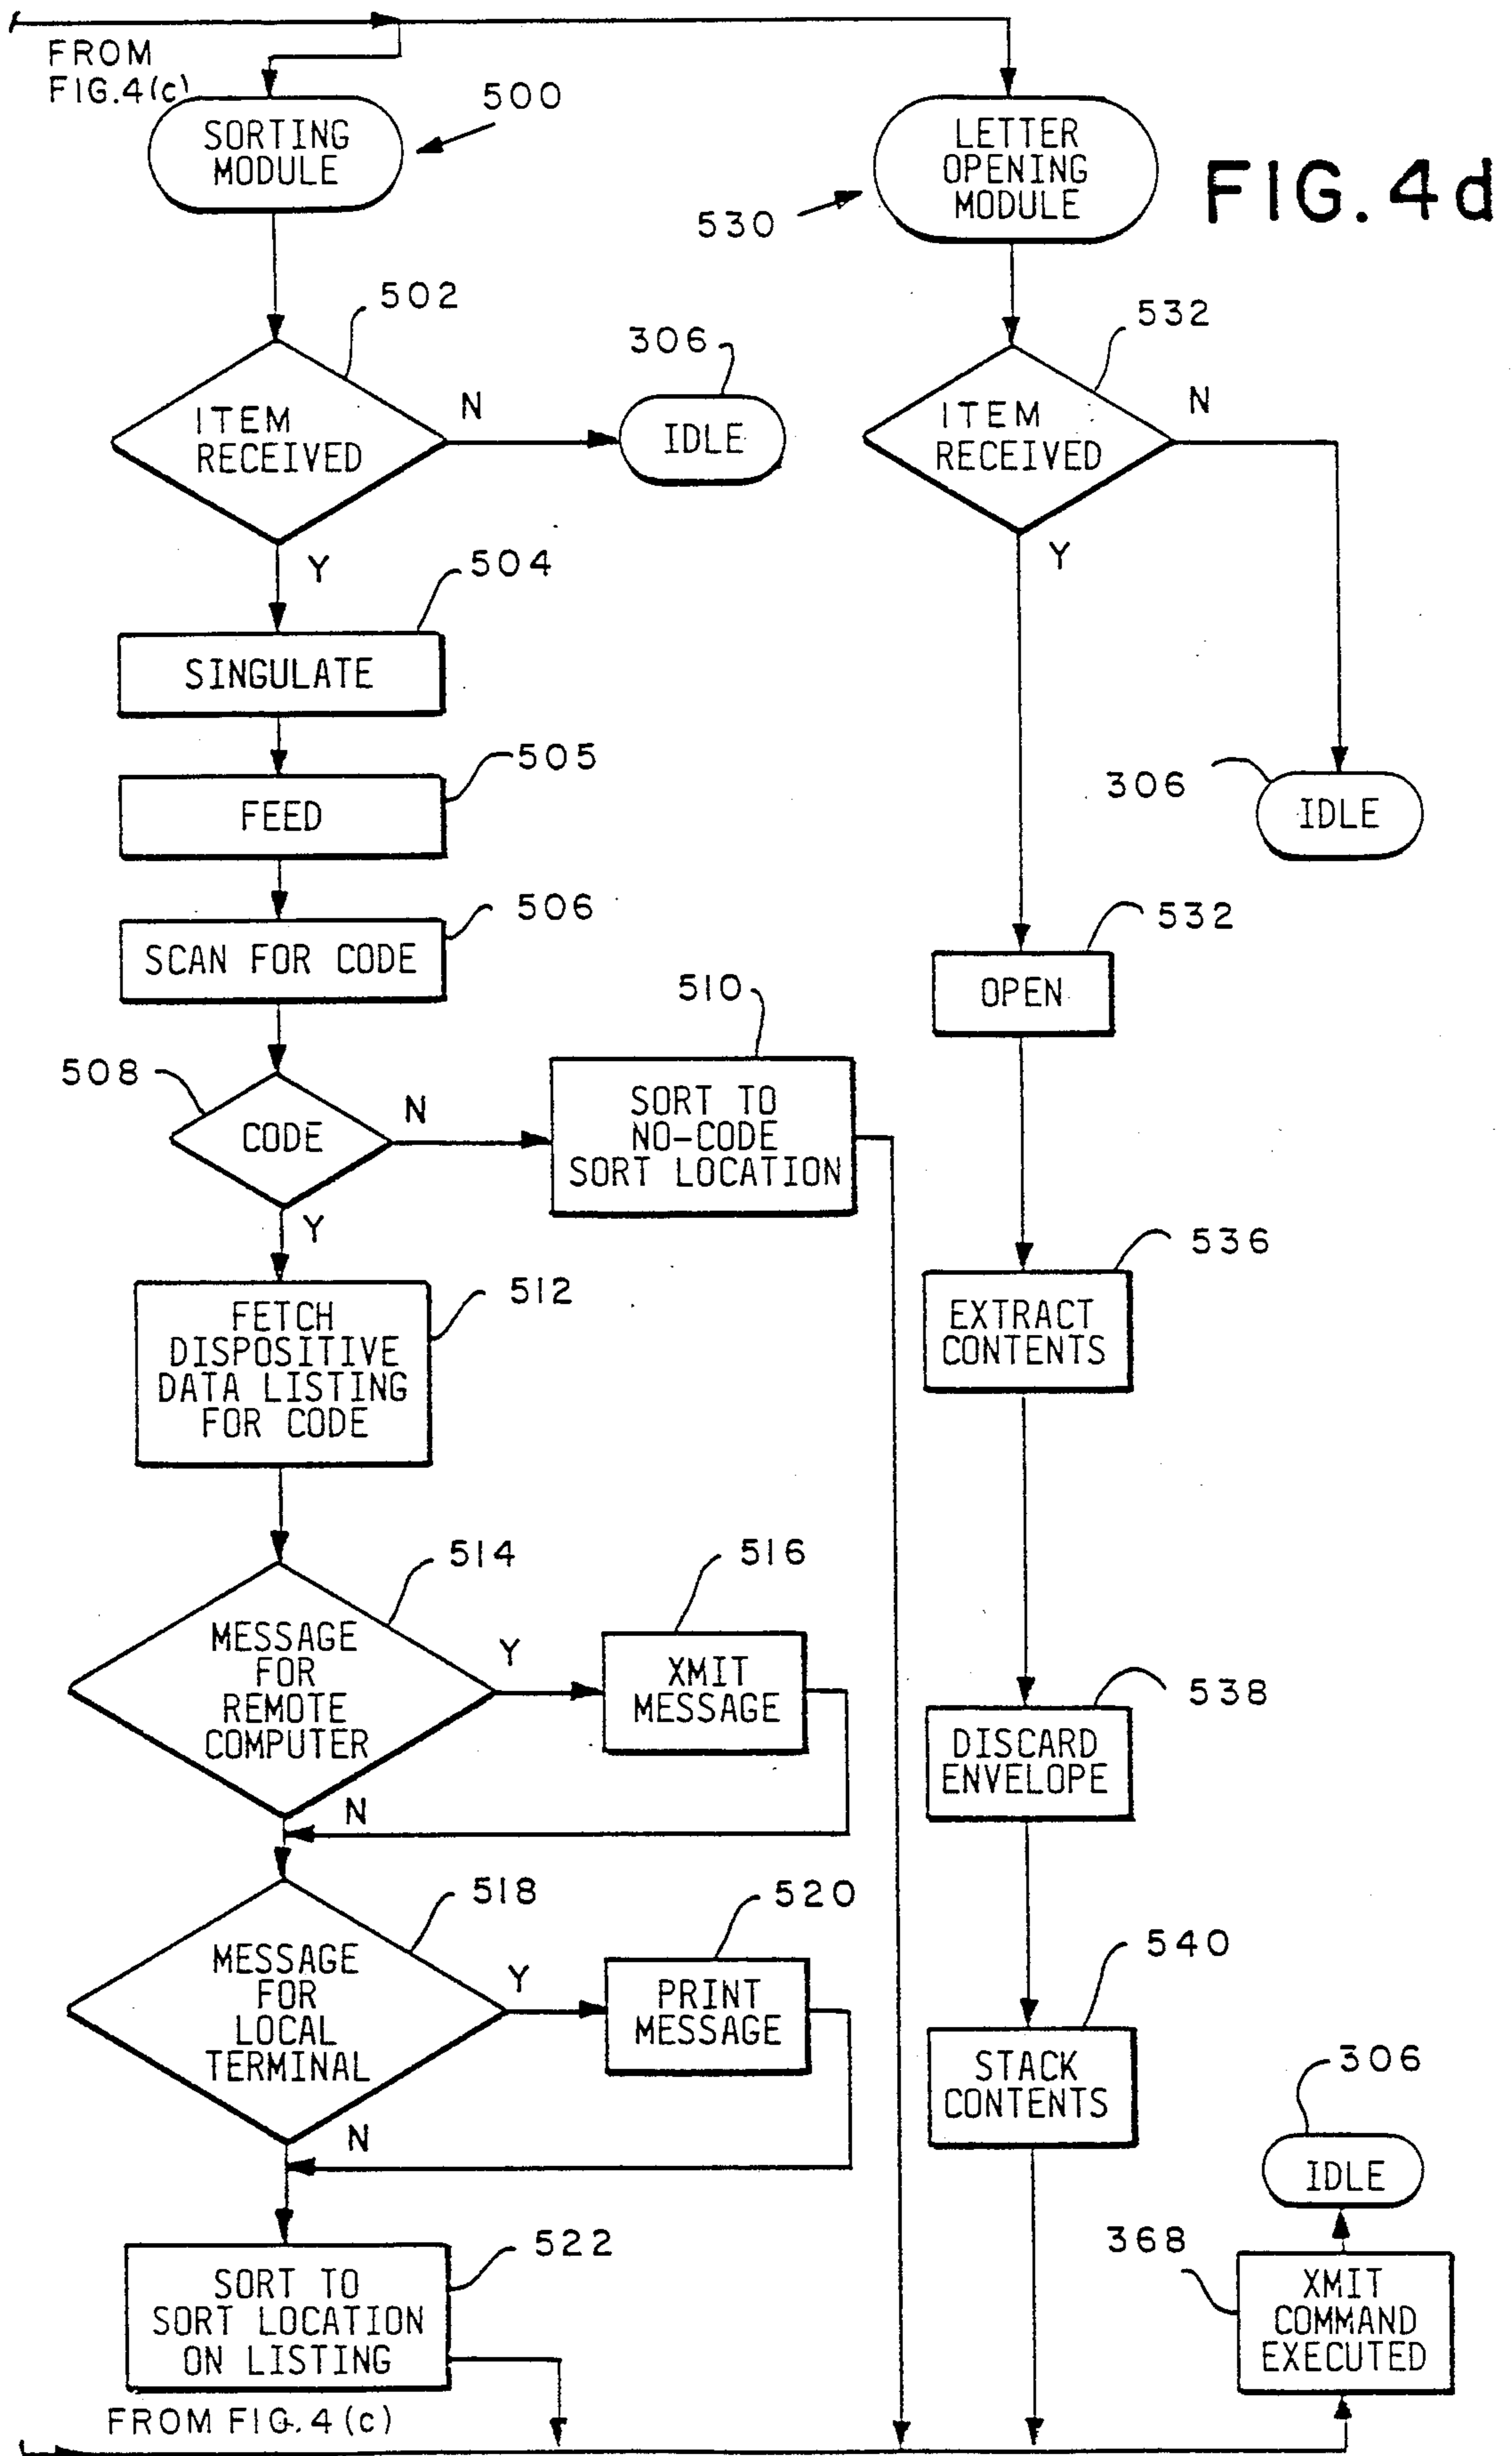 FROM
FIG.4(c)
SORTING
MODULE
500
LETTER
OPENING
MODULE
530
FIG. 4d
502
ITEM
RECEIVED
N
Y
306
IDLE
532
ITEM
RECEIVED
N
Y
504
SINGULATE
505
FEED
306
IDLE
506
SCAN FOR CODE
532
OPEN
508
CODE
N
Y
510
SORT TO
NO-CODE
SORT LOCATION
512
FETCH
DISPOSITIVE
DATA LISTING
FOR CODE
536
EXTRACT
CONTENTS
514
MESSAGE
FOR
REMOTE
COMPUTER
Y
N
516
XMIT
MESSAGE
538
DISCARD
ENVELOPE
518
MESSAGE
FOR
LOCAL
TERMINAL
Y
N
520
PRINT
MESSAGE
540
STACK
CONTENTS
306
IDLE
522
SORT TO
SORT LOCATION
ON LISTING
368
XMIT
COMMAND
EXECUTED
FROM FIG. 4 (c)